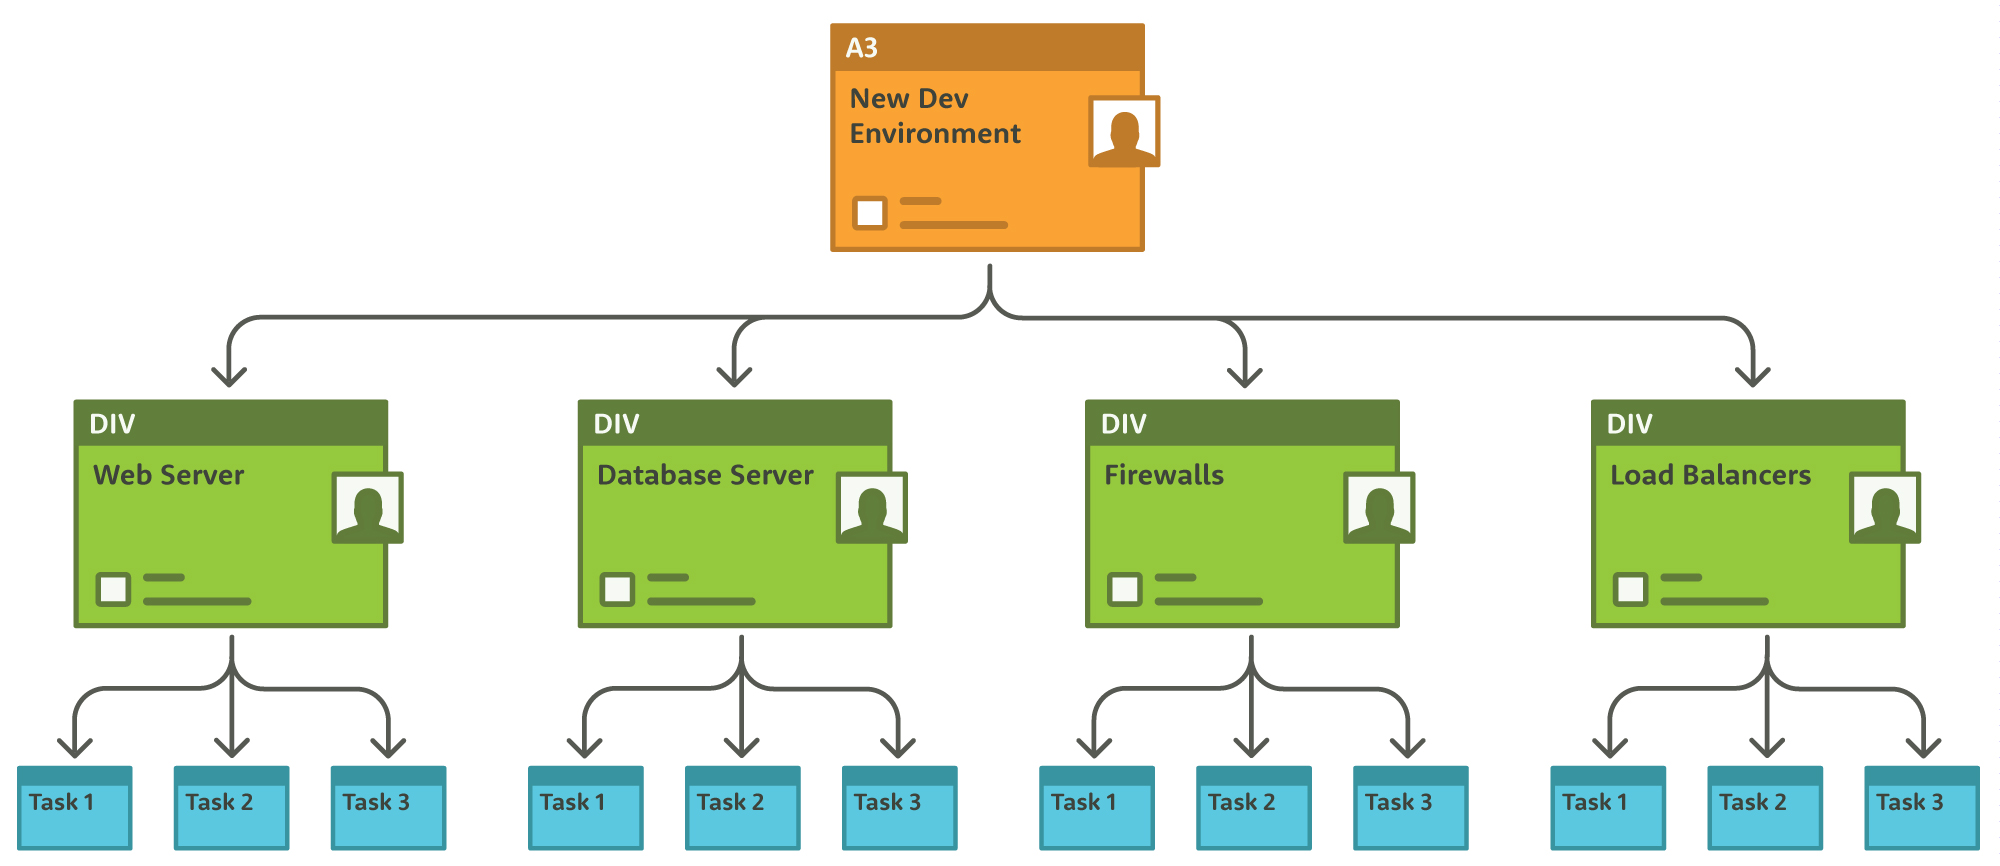 A3
New Dev
Environment
DIV
Web Server
DIV
Database Server
DIV
Firewalls
DIV
Load Balancers
Task 1
Task 2
Task 3
Task 1
Task 2
Task 3
Task 1
Task 2
Task 3
Task 1
Task 2
Task 3